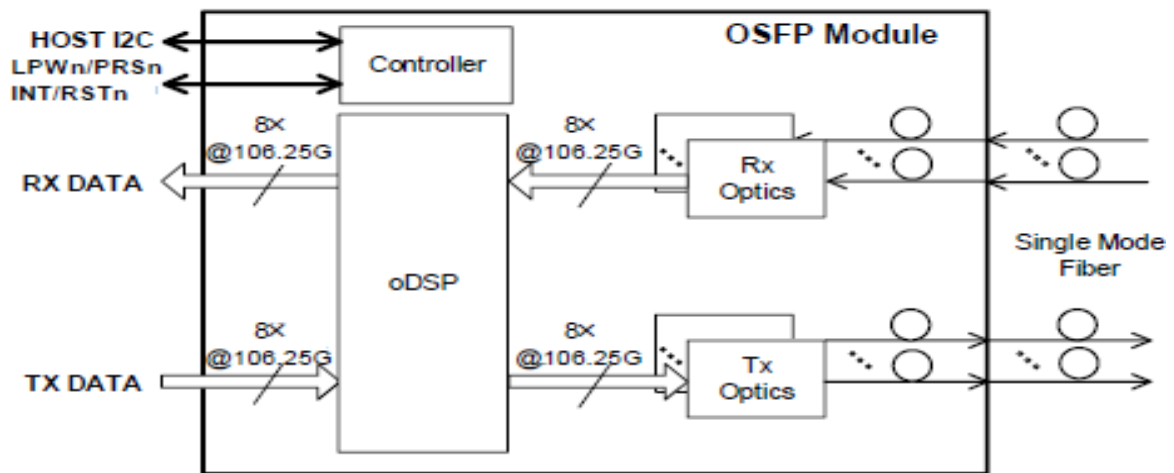 OSFP Module
HOST I2C
LPWn/PRSn
INT/RSTn
Controller
8X
@106.25G
8X
@106.25G
RX DATA
Rx
Optics
Single Mode
Fiber
oDSP
8X
@106.25G
8X
@106.25G
TX DATA
Tx
Optics